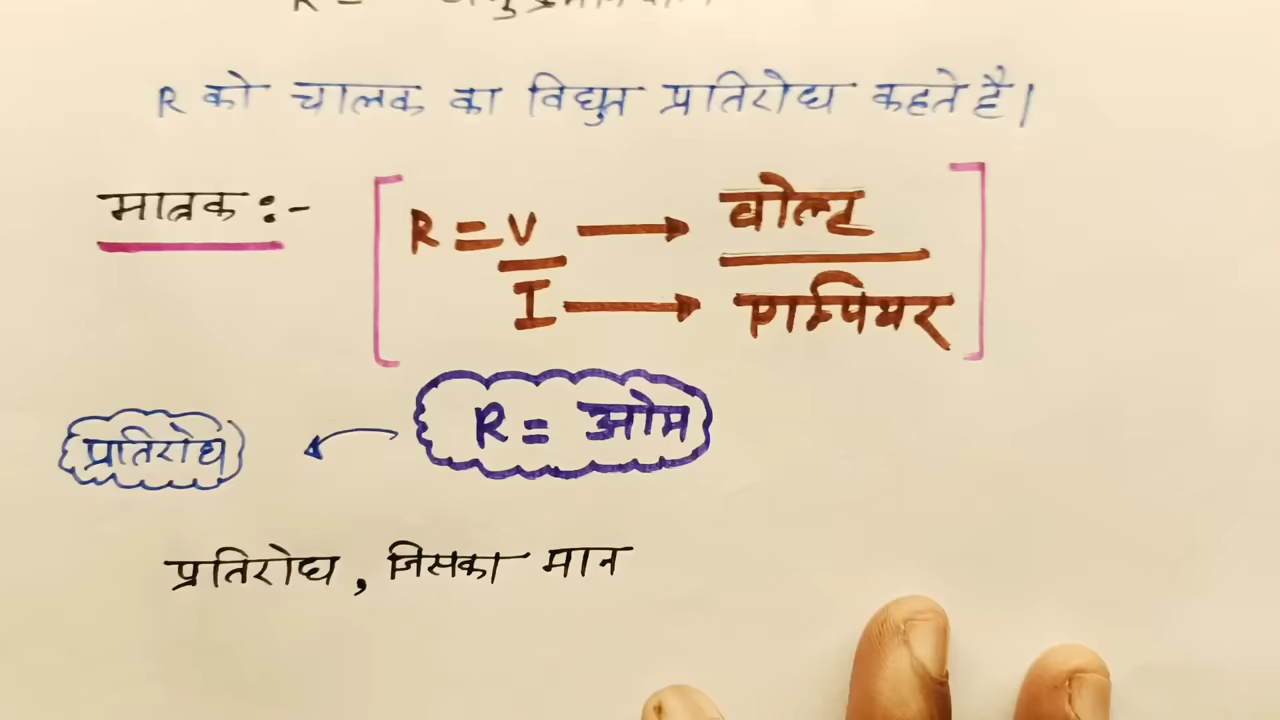 R =
R को चालक का विद्युत प्रतिरोध कहते है।
मात्रक :-
R = V → वोल्ट
I → एम्पियर
R = ओम
प्रतिरोध
प्रतिरोध, जिसका मान